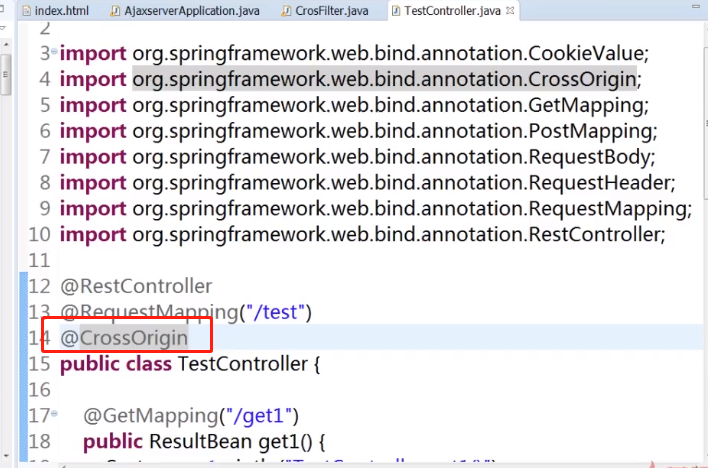 index.html AjaxserverApplication.java CrosFilter.java TestController.java
2
3 import org.springframework.web.bind.annotation.CookieValue;
4 import org.springframework.web.bind.annotation.CrossOrigin;
5 import org.springframework.web.bind.annotation.GetMapping;
6 import org.springframework.web.bind.annotation.PostMapping;
7 import org.springframework.web.bind.annotation.RequestBody;
8 import org.springframework.web.bind.annotation.RequestHeader;
9 import org.springframework.web.bind.annotation.RequestMapping;
10 import org.springframework.web.bind.annotation.RestController;
11
12 @RestController
13 @RequestMapping("/test")
14 @CrossOrigin
15 public class TestController {
16
17 @GetMapping("/get1")
18 public ResultBean get1() {